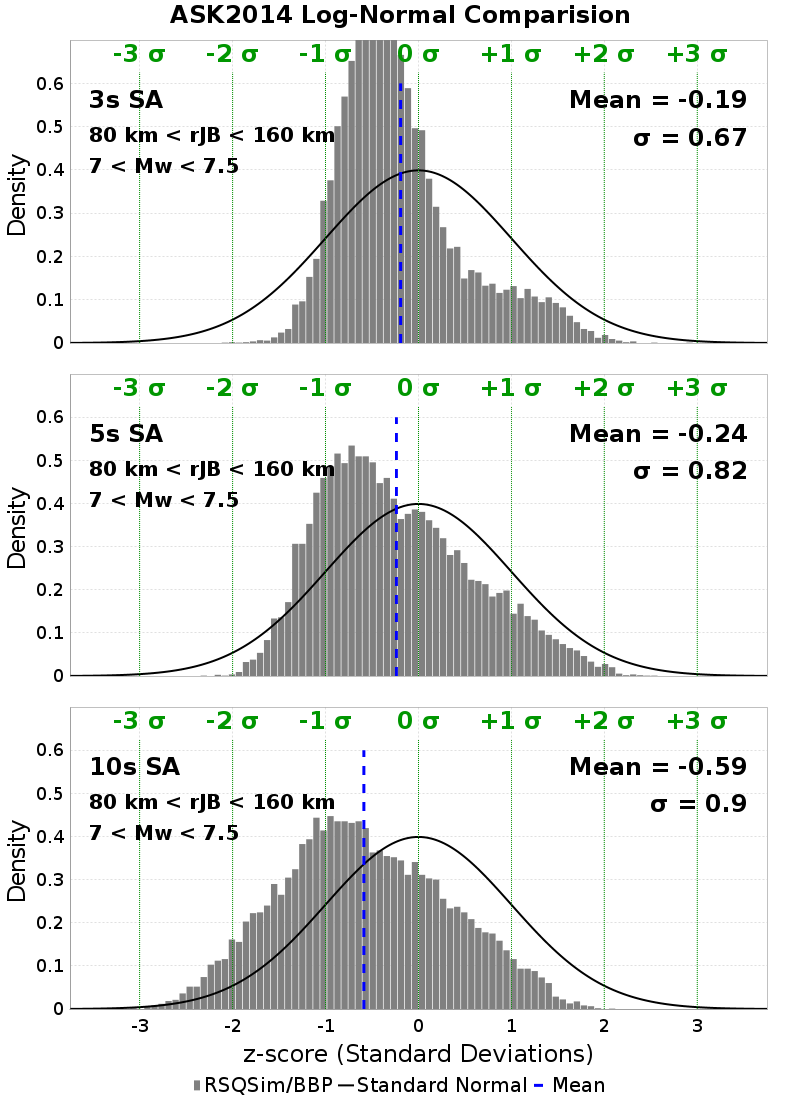 ASK2014 Log-Normal Comparision
-3 σ -2 σ -1 σ 0 σ +1 σ +2 σ +3 σ
3s SA Mean = -0.19
80 km < rJB < 160 km σ = 0.67
7 < Mw < 7.5
Density
0.6
0.5
0.4
0.3
0.2
0.1
0
-3 σ -2 σ -1 σ 0 σ +1 σ +2 σ +3 σ
5s SA Mean = -0.24
80 km < rJB < 160 km σ = 0.82
7 < Mw < 7.5
Density
0.6
0.5
0.4
0.3
0.2
0.1
0
-3 σ -2 σ -1 σ 0 σ +1 σ +2 σ +3 σ
10s SA Mean = -0.59
80 km < rJB < 160 km σ = 0.9
7 < Mw < 7.5
Density
0.6
0.5
0.4
0.3
0.2
0.1
0
-3 -2 -1 0 1 2 3
z-score (Standard Deviations)
RSQSim/BBP Standard Normal Mean